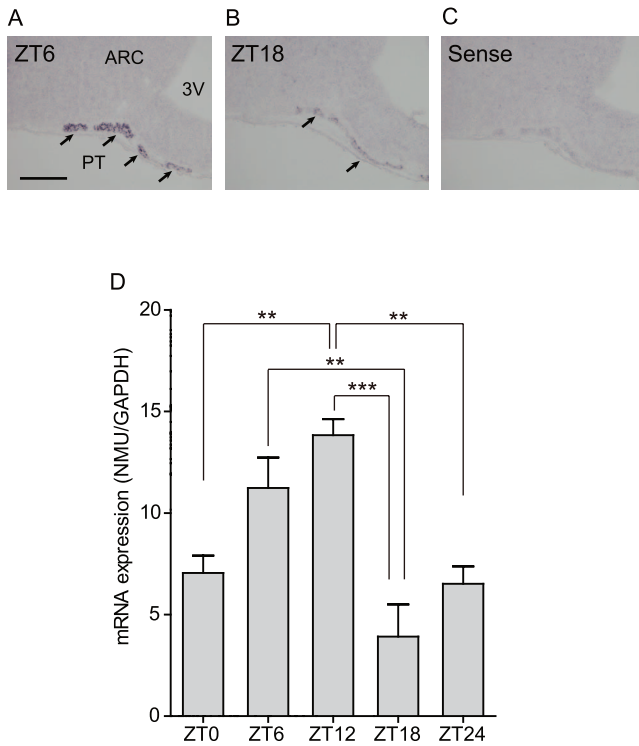 A
B
C
ZT6
ARC
3V
PT
ZT18
Sense
D
mRNA expression (NMU/GAPDH)
20
15
10
5
0
**
**
**
***
ZT0 ZT6 ZT12 ZT18 ZT24